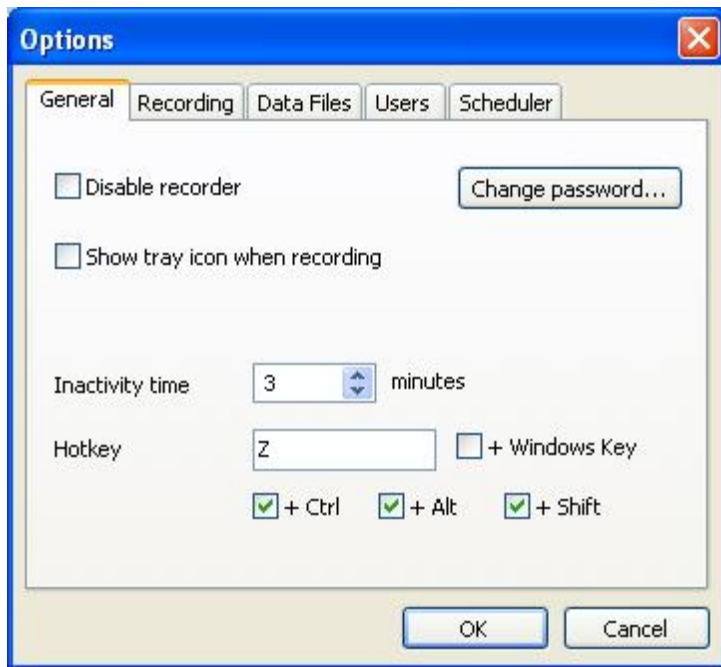 Options
General Recording Data Files Users Scheduler
Disable recorder Change password...
Show tray icon when recording
Inactivity time 3 minutes
Hotkey Z + Windows Key
+ Ctrl + Alt + Shift
OK Cancel